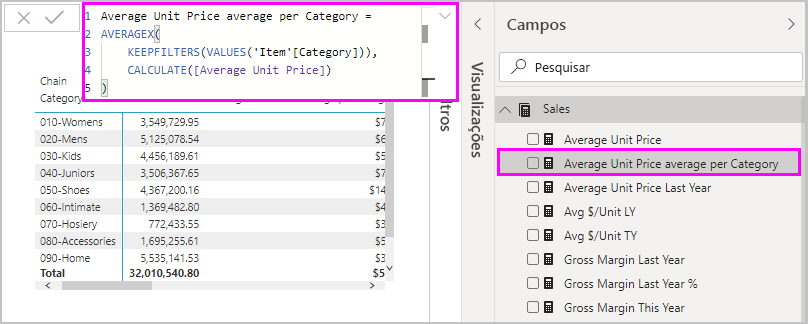 1 Average Unit Price average per Category =
2 AVERAGEX(
3 KEEPFILTERS(VALUES('Item'[Category])),
4 CALCULATE([Average Unit Price])
5 )
Chain
Category
010-Womens 3,549,729.95 $7
020-Mens 5,125,078.54 $6
030-Kids 4,456,189.61 $5
040-Juniors 3,506,367.65 $7
050-Shoes 4,367,200.16 $14
060-Intimate 1,369,482.80 $4
070-Hosiery 772,433.55 $3
080-Accessories 1,695,255.61 $5
090-Home 5,535,141.53 $3
Total 32,010,540.80 $5
ltros
Visualizações
Campos
Pesquisar
Sales
Average Unit Price
Average Unit Price average per Category
Average Unit Price Last Year
Avg $/Unit LY
Avg $/Unit TY
Gross Margin Last Year
Gross Margin Last Year %
Gross Margin This Year